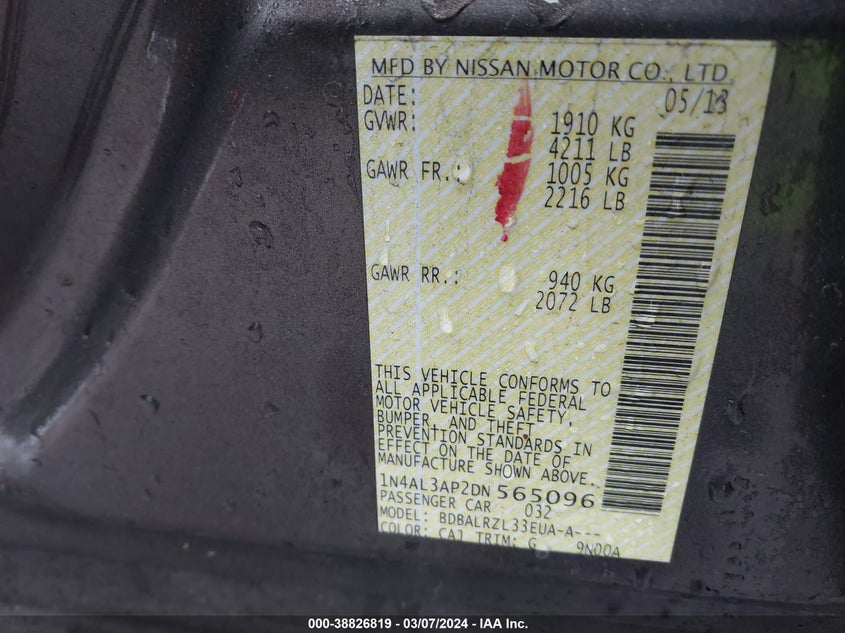 MFD BY NISSAN MOTOR CO., LTD.
DATE: 05/13
GVWR: 1910 KG
4211 LB
GAWR FR.: 1005 KG
2216 LB
GAWR RR.: 940 KG
2072 LB
THIS VEHICLE CONFORMS TO
ALL APPLICABLE FEDERAL
MOTOR VEHICLE SAFETY,
BUMPER, AND THEFT
PREVENTION STANDARDS IN
EFFECT ON THE DATE OF
MANUFACTURE SHOWN ABOVE.
1N4AL3AP2DN 565096
PASSENGER CAR 032
MODEL: BDBALRZL33EUA-A---
COLOR: CAJ TRIM: G 9N00A
000-38826819 - 03/07/2024 - IAA Inc.